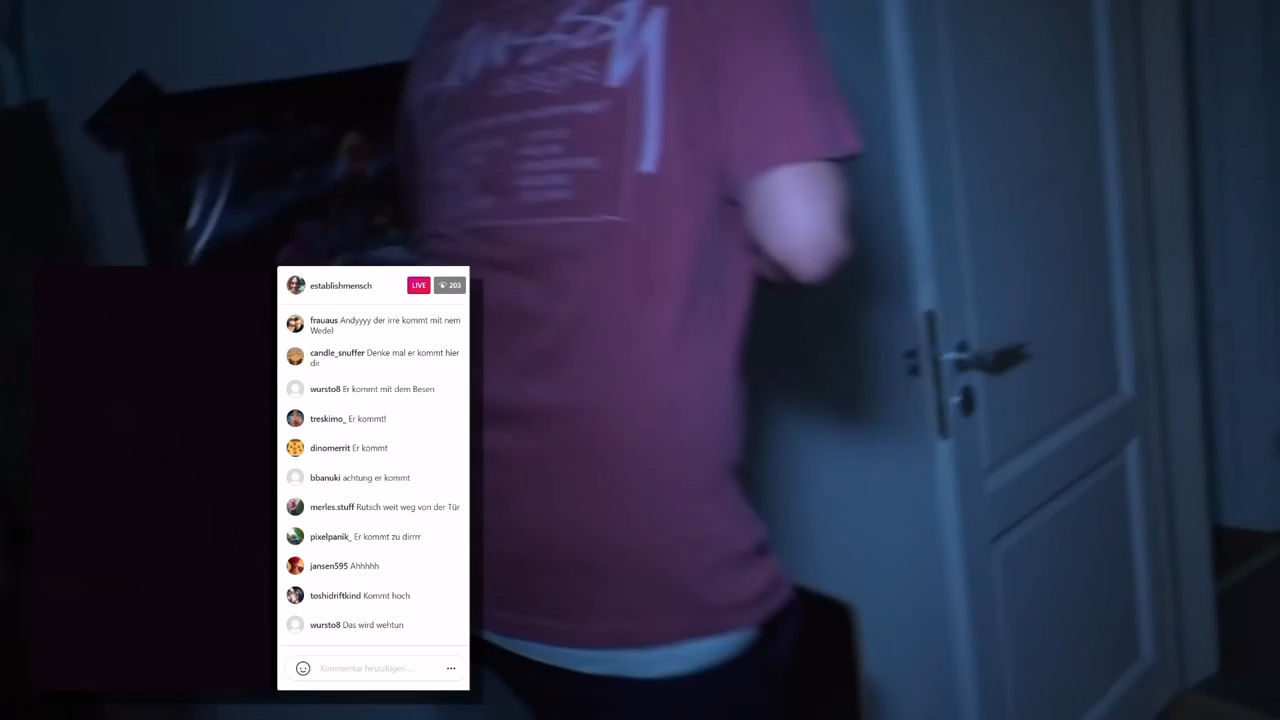 establishmensch LIVE 203
frauaus Andyyyy der irre kommt mit nem
Wedel
candle_snuffer Denke mal er kommt hier
dir
wursto8 Er kommt mit dem Besen
treskimo_ Er kommt!
dinomerrit Er kommt
bbanuki achtung er kommt
merles.stuff Rutsch weit weg von der Tür
pixelpanik_ Er kommt zu dirrrr
jansen595 Ahhhhh
toshidriftkind Kommt hoch
wursto8 Das wird wehtun
Kommentar hinzufügen ...